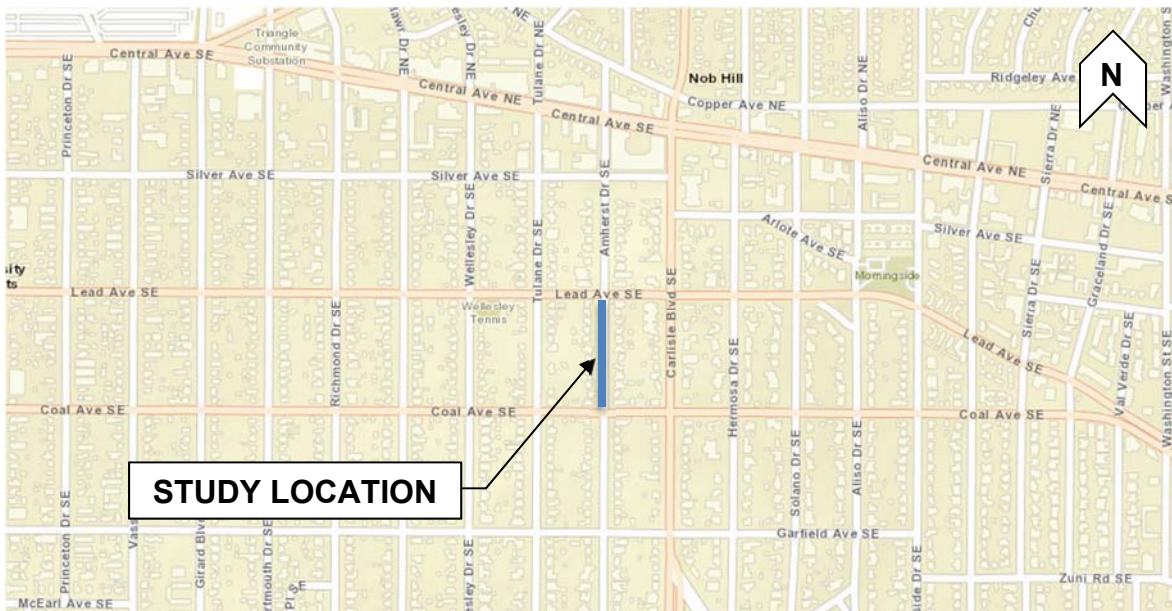 Triangle
Community
Substation
Central Ave SE
Central Ave NE
Central Ave SE
Tulane Dr NE
Nob Hill
Copper Ave NE
Ridgeley Ave
N
Aliso Dr NE
Sierra Dr NE
Central Ave NE
Central Ave S
Princeton Dr SE
Silver Ave SE
Silver Ave SE
Wellesley Dr SE
Tulane Dr SE
Amherst Dr SE
Carlisle Blvd SE
Silver Ave SE
Morningside
Graceland Dr SE
Sierra Dr SE
Lead Ave SE
Lead Ave SE
Lead Ave SE
Wellesley
Tennis
Richmond Dr SE
Hermosa Dr SE
Val Verde Dr SE
Washington St SE
Coal Ave SE
Coal Ave SE
Coal Ave SE
STUDY LOCATION
Solano Dr SE
Aliso Dr SE
Garfield Ave SE
Princeton Dr SE
Zuni Rd SE
McEarl Ave SE